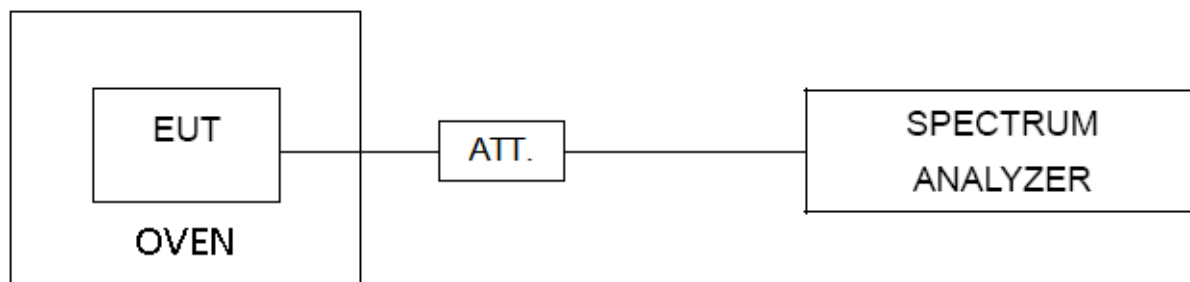 EUT
OVEN
ATT.
SPECTRUM
ANALYZER